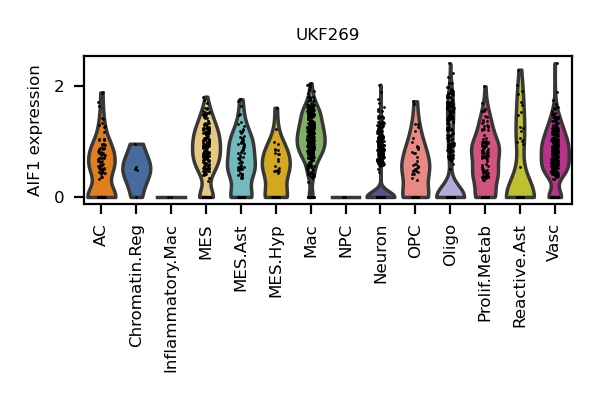 UKF269
AIF1 expression
2
0
AC
Chromatin.Reg
Inflammatory.Mac
MES
MES.Ast
MES.Hyp
Mac
NPC
Neuron
OPC
Oligo
Prolif.Metab
Reactive.Ast
Vasc